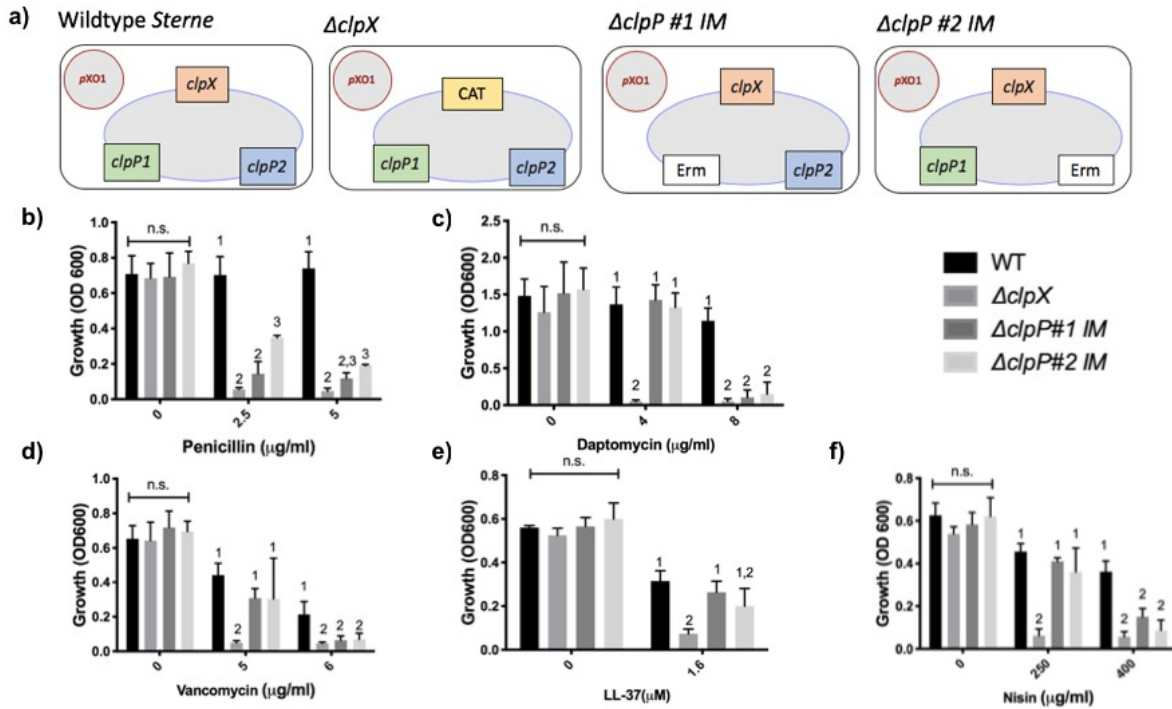 a)
Wildtype Sterne
ΔclpX
ΔclpP #1 IM
ΔclpP #2 IM
pXO1
clpX
clpP1
clpP2
pXO1
CAT
clpP1
clpP2
pXO1
clpX
Erm
clpP2
pXO1
clpX
clpP1
Erm
b)
Growth (OD 600)
1.0
0.8
0.6
0.4
0.2
0.0
n.s.
1
2
2
3
1
2
2,3
3
0
2.5
5
Penicillin (μg/ml)
c)
Growth (OD600)
2.5
2.0
1.5
1.0
0.5
0.0
n.s.
1
2
1
1
1
2
2
2
0
4
8
Daptomycin (μg/ml)
WT
ΔclpX
ΔclpP#1 IM
ΔclpP#2 IM
d)
Growth (OD600)
1.0
0.8
0.6
0.4
0.2
0.0
n.s.
1
2
1
1
1
2
2
2
0
5
6
Vancomycin (μg/ml)
e)
Growth (OD600)
0.8
0.6
0.4
0.2
0.0
n.s.
1
2
1
1,2
0
1.6
LL-37(μM)
f)
Growth (OD 600)
0.8
0.6
0.4
0.2
0.0
n.s.
1
2
1
1
1
2
2
2
0
250
400
Nisin (μg/ml)